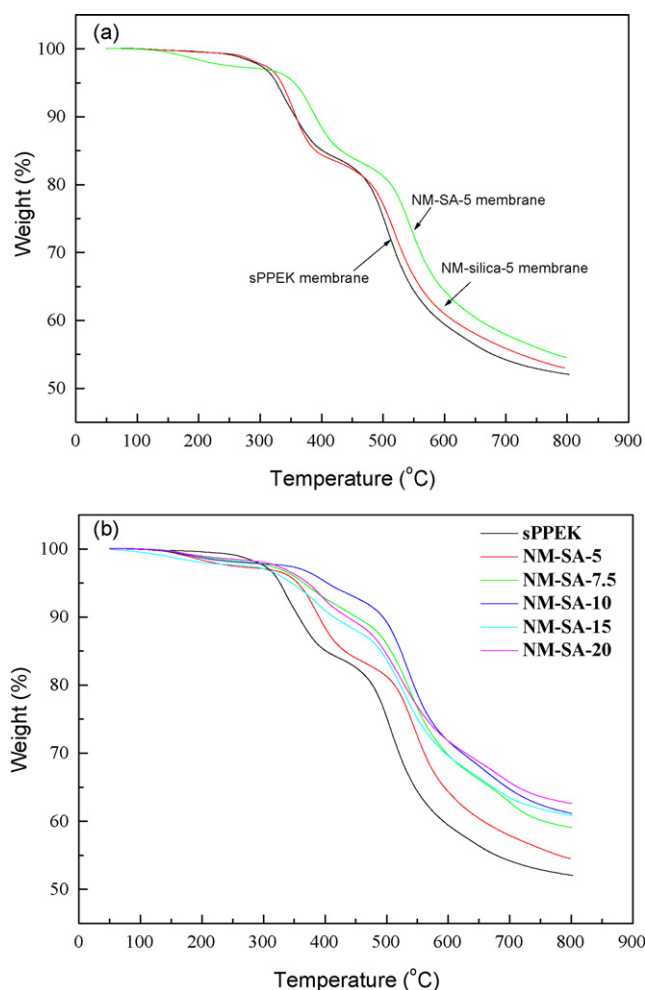 (a)
100
90
80
70
60
50
Weight (%)
NM-SA-5 membrane
sPPEK membrane
NM-silica-5 membrane
0 100 200 300 400 500 600 700 800 900
Temperature (°C)
(b)
100
90
80
70
60
50
Weight (%)
sPPEK
NM-SA-5
NM-SA-7.5
NM-SA-10
NM-SA-15
NM-SA-20
0 100 200 300 400 500 600 700 800 900
Temperature (°C)